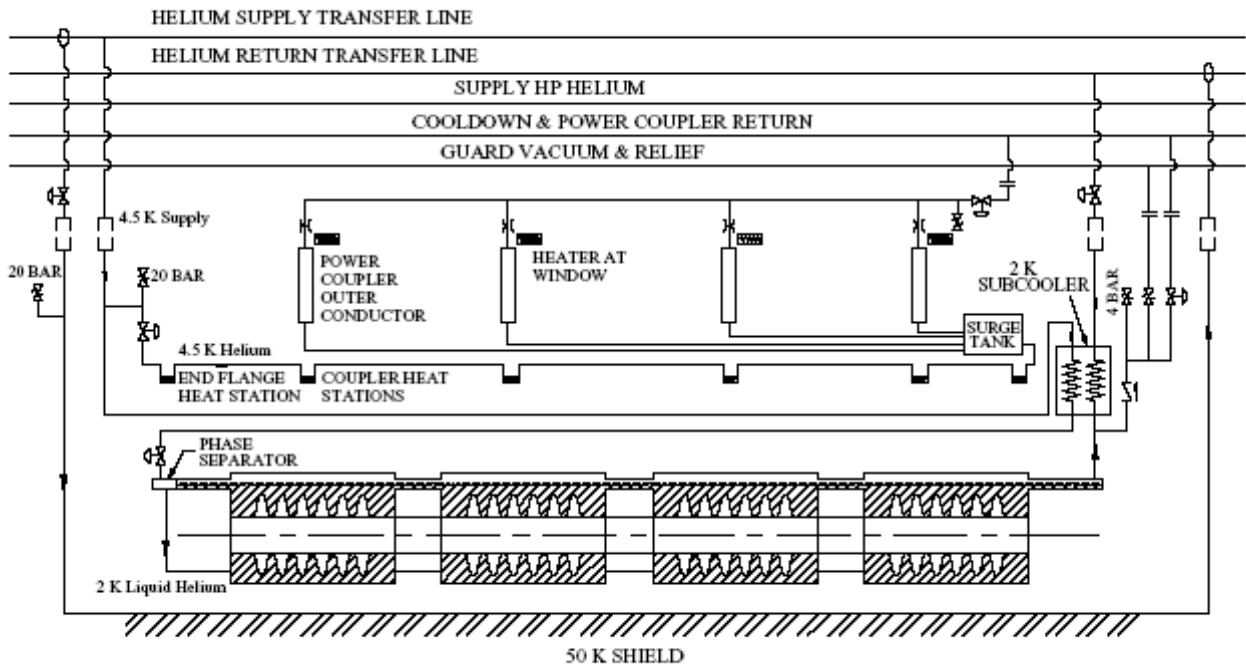 HELIUM SUPPLY TRANSFER LINE
HELIUM RETURN TRANSFER LINE
SUPPLY HP HELIUM
COOLDOWN & POWER COUPLER RETURN
GUARD VACUUM & RELIEF
4.5 K Supply
20 BAR
20 BAR
POWER
COUPLER
OUTER
CONDUCTOR
HEATER AT
WINDOW
2 K
SUBCOOLER
4 BAR
SURGE
TANK
4.5 K Helium
END FLANGE
HEAT STATION
COUPLER HEAT
STATIONS
PHASE
SEPARATOR
2 K Liquid Helium
50 K SHIELD